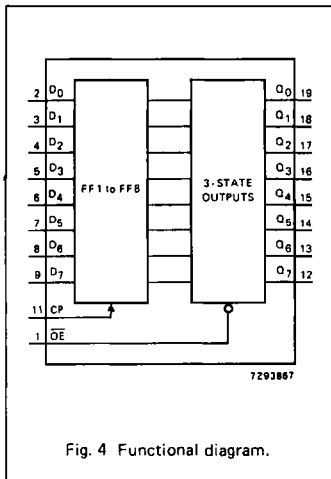 2 D0 Q0 19
3 D1 Q1 18
4 D2 Q2 17
5 D3 Q3 16
6 D4 Q4 15
7 D5 Q5 14
8 D6 Q6 13
9 D7 Q7 12
FF1 to FF8
3-STATE
OUTPUTS
11 CP
1 O̅E̅
7293867
Fig. 4 Functional diagram.